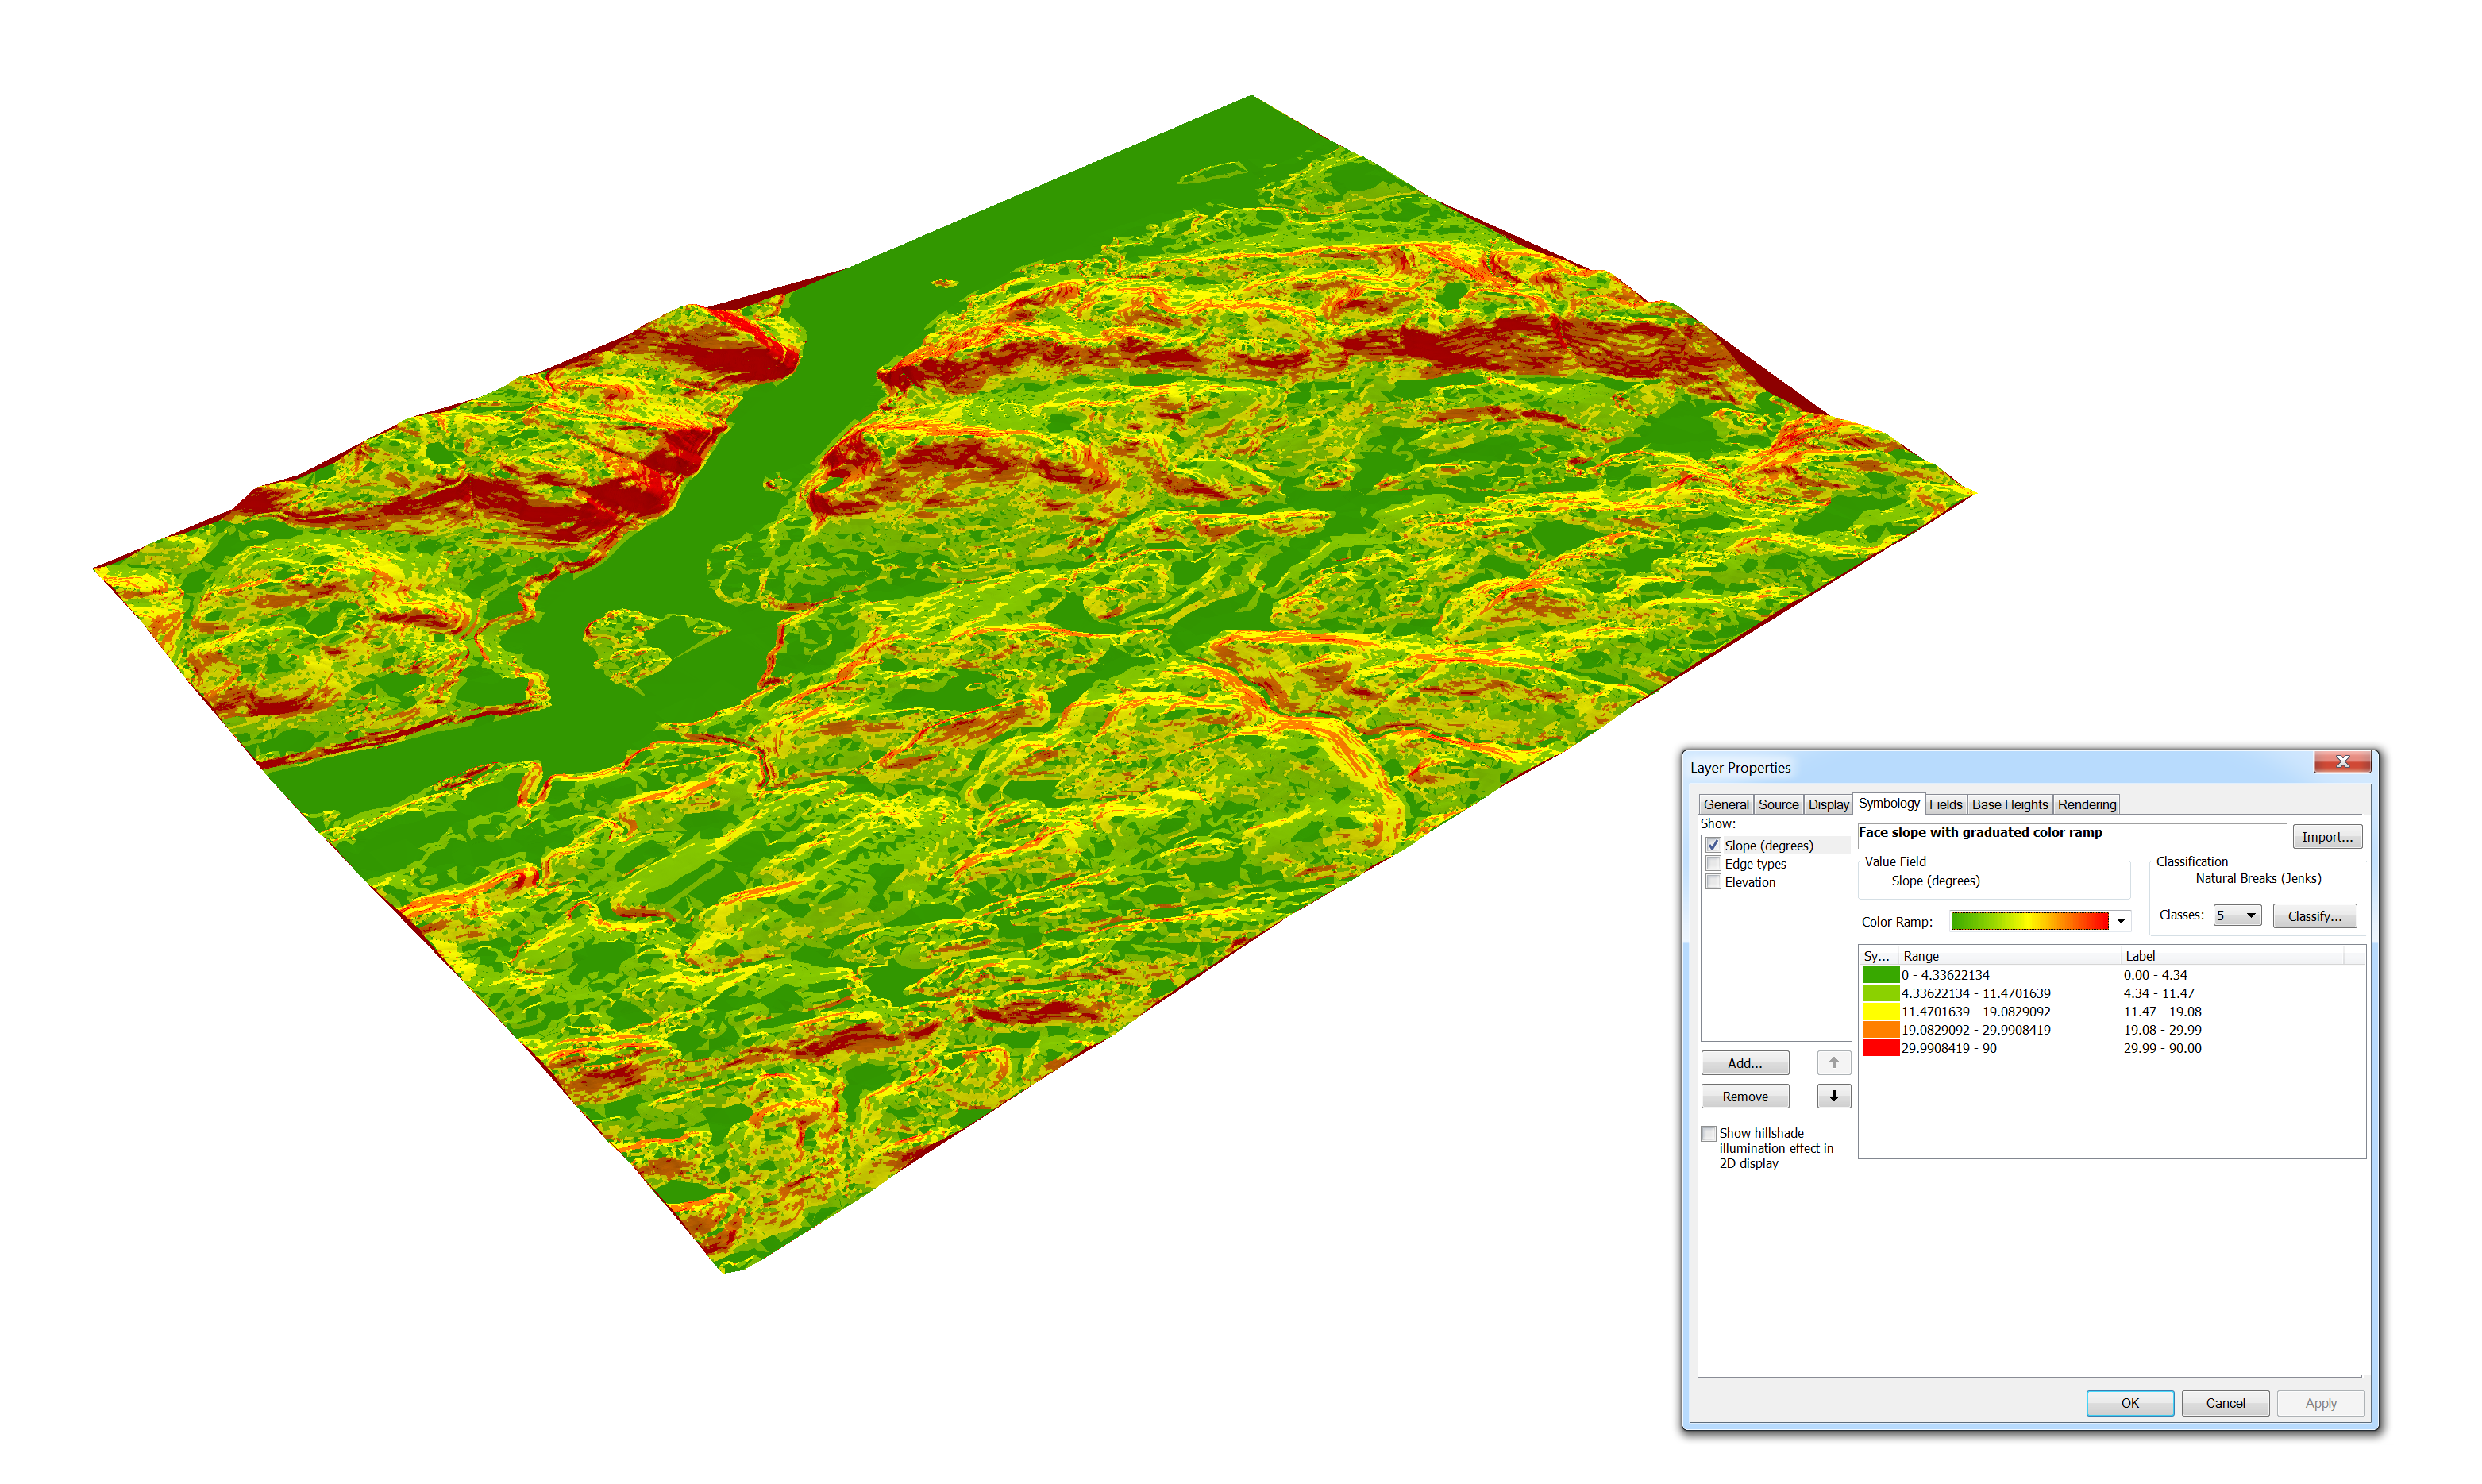 Layer Properties
General Source Display Symbology Fields Base Heights Rendering
Show:
Slope (degrees)
Edge types
Elevation
Add...
Remove
Show hillshade
illumination effect in
2D display
Face slope with graduated color ramp
Import...
Value Field
Slope (degrees)
Classification
Natural Breaks (Jenks)
Color Ramp:
Classes: 5 Classify...
Sy... Range Label
0 - 4.33622134 0.00 - 4.34
4.33622134 - 11.4701639 4.34 - 11.47
11.4701639 - 19.0829092 11.47 - 19.08
19.0829092 - 29.9908419 19.08 - 29.99
29.9908419 - 90 29.99 - 90.00
OK Cancel Apply